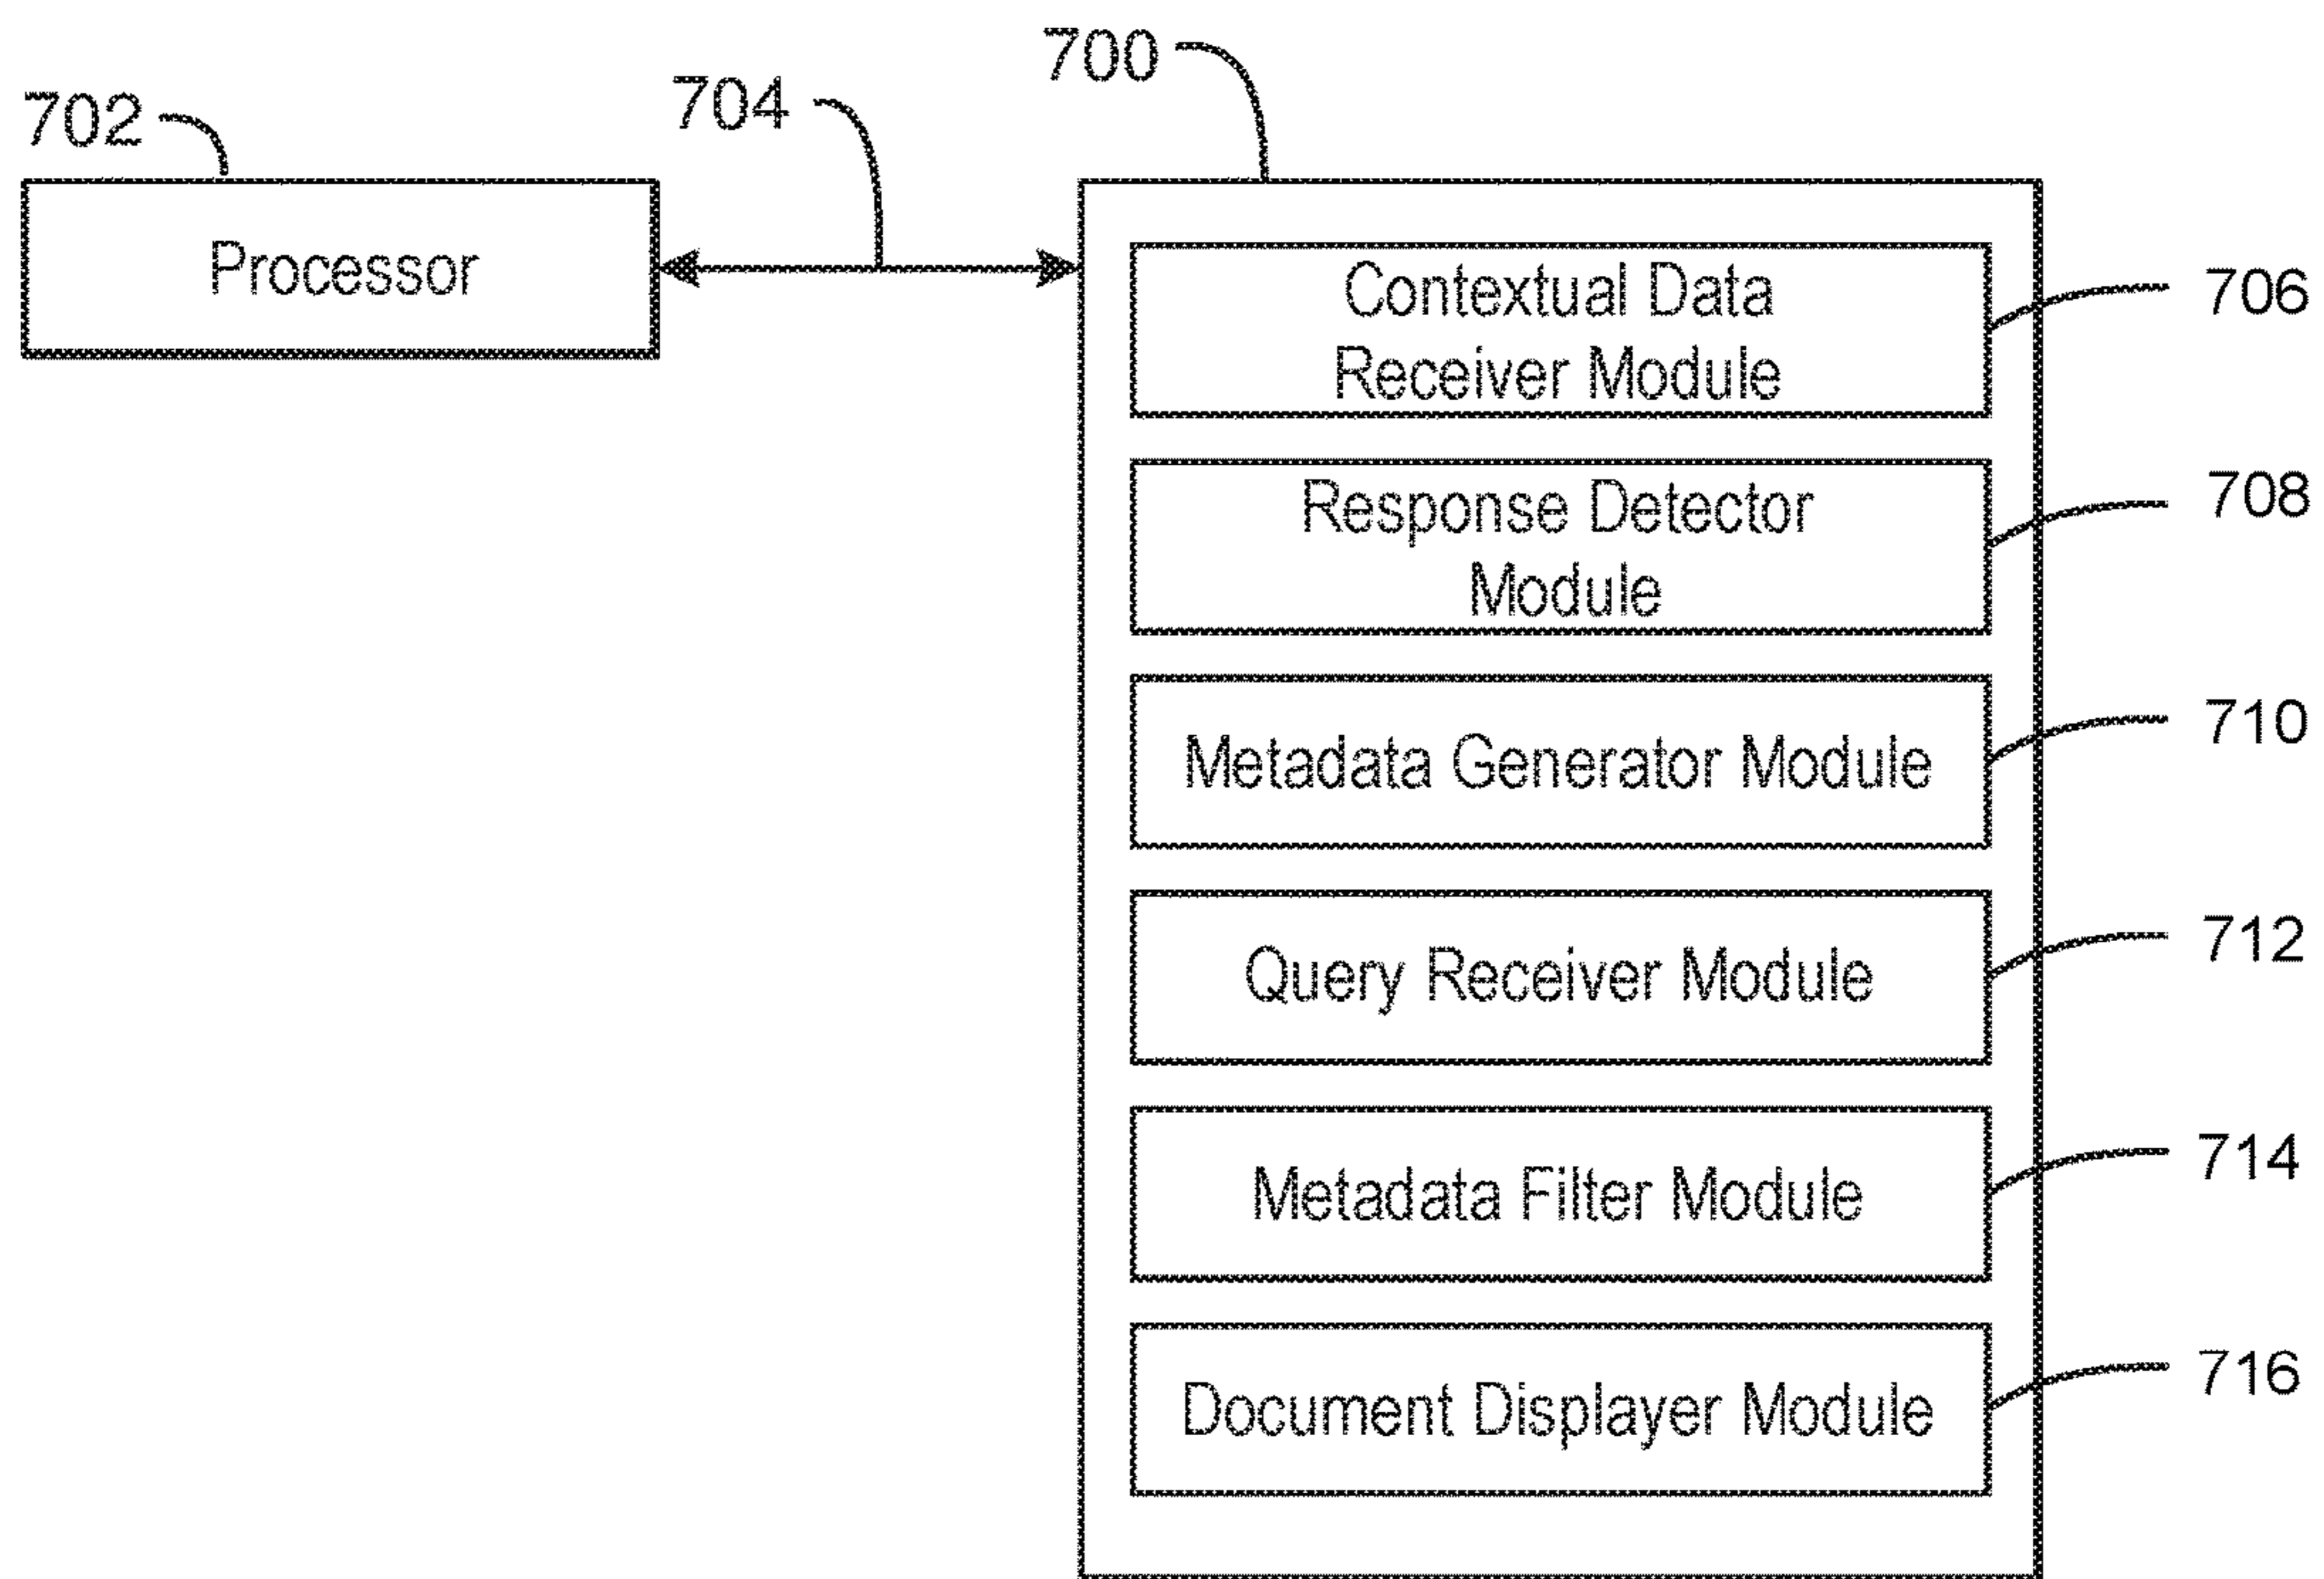 700
704
702
Processor
Contextual Data
Receiver Module
706
Response Detector
Module
708
Metadata Generator Module
710
Query Receiver Module
712
Metadata Filter Module
714
Document Displayer Module
716